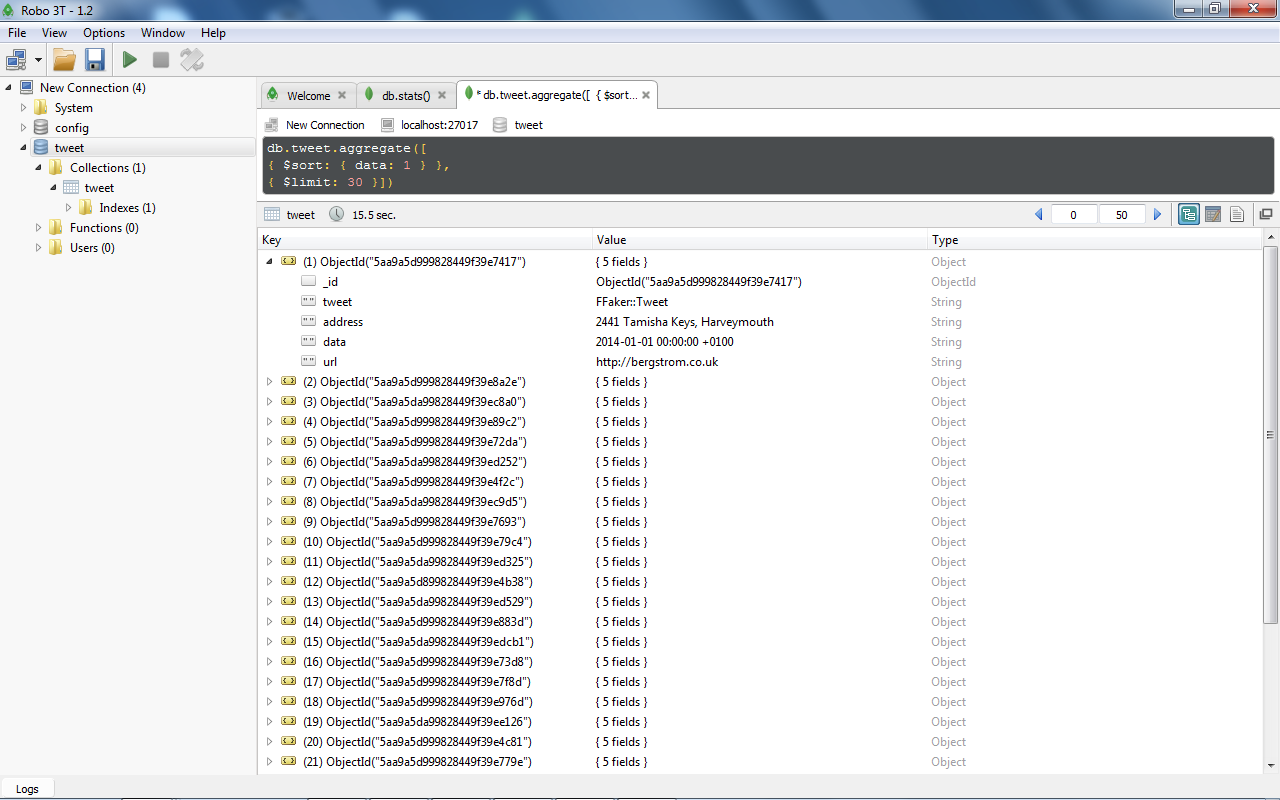 Robo 3T - 1.2
File View Options Window Help
New Connection (4)
System
config
tweet
Collections (1)
tweet
Indexes (1)
Functions (0)
Users (0)
Welcome db.stats() * db.tweet.aggregate([ { $sort...
New Connection localhost:27017 tweet
db.tweet.aggregate([
{ $sort: { data: 1 } },
{ $limit: 30 }])
tweet 15.5 sec. 0 50
Key Value Type
(1) ObjectId("5aa9a5d999828449f39e7417") { 5 fields } Object
_id ObjectId("5aa9a5d999828449f39e7417") ObjectId
tweet FFaker::Tweet String
address 2441 Tamisha Keys, Harveymouth String
data 2014-01-01 00:00:00 +0100 String
url http://bergstrom.co.uk String
(2) ObjectId("5aa9a5d999828449f39e8a2e") { 5 fields } Object
(3) ObjectId("5aa9a5da99828449f39ec8a0") { 5 fields } Object
(4) ObjectId("5aa9a5d999828449f39e89c2") { 5 fields } Object
(5) ObjectId("5aa9a5d999828449f39e72da") { 5 fields } Object
(6) ObjectId("5aa9a5da99828449f39ed252") { 5 fields } Object
(7) ObjectId("5aa9a5d999828449f39e4f2c") { 5 fields } Object
(8) ObjectId("5aa9a5da99828449f39ec9d5") { 5 fields } Object
(9) ObjectId("5aa9a5d999828449f39e7693") { 5 fields } Object
(10) ObjectId("5aa9a5d999828449f39e79c4") { 5 fields } Object
(11) ObjectId("5aa9a5da99828449f39ed325") { 5 fields } Object
(12) ObjectId("5aa9a5d899828449f39e4b38") { 5 fields } Object
(13) ObjectId("5aa9a5da99828449f39ed529") { 5 fields } Object
(14) ObjectId("5aa9a5d999828449f39e883d") { 5 fields } Object
(15) ObjectId("5aa9a5da99828449f39edcb1") { 5 fields } Object
(16) ObjectId("5aa9a5d999828449f39e73d8") { 5 fields } Object
(17) ObjectId("5aa9a5d999828449f39e7f8d") { 5 fields } Object
(18) ObjectId("5aa9a5d999828449f39e976d") { 5 fields } Object
(19) ObjectId("5aa9a5da99828449f39ee126") { 5 fields } Object
(20) ObjectId("5aa9a5d999828449f39e4c81") { 5 fields } Object
(21) ObjectId("5aa9a5d999828449f39e779e") { 5 fields } Object
Logs